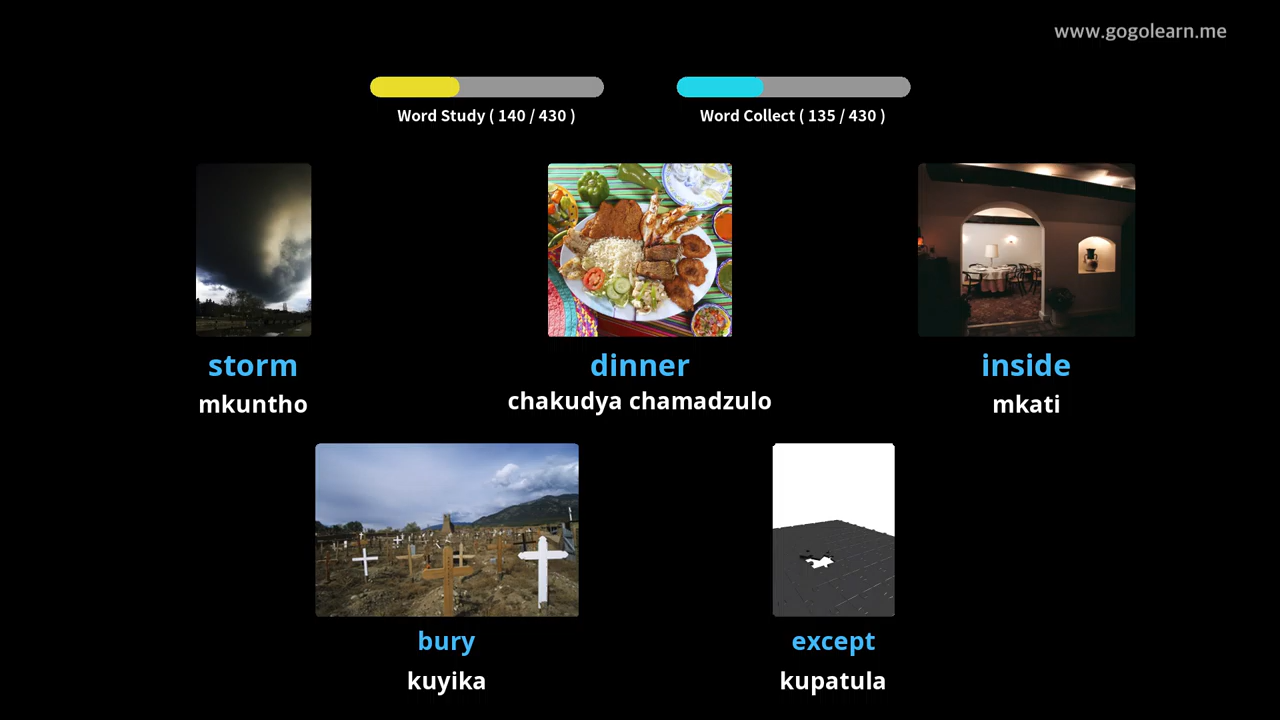 www.gogolearn.me
Word Study ( 140 / 430 )
Word Collect ( 135 / 430 )
storm
mkuntho
dinner
chakudya chamadzulo
inside
mkati
bury
kuyika
except
kupatula